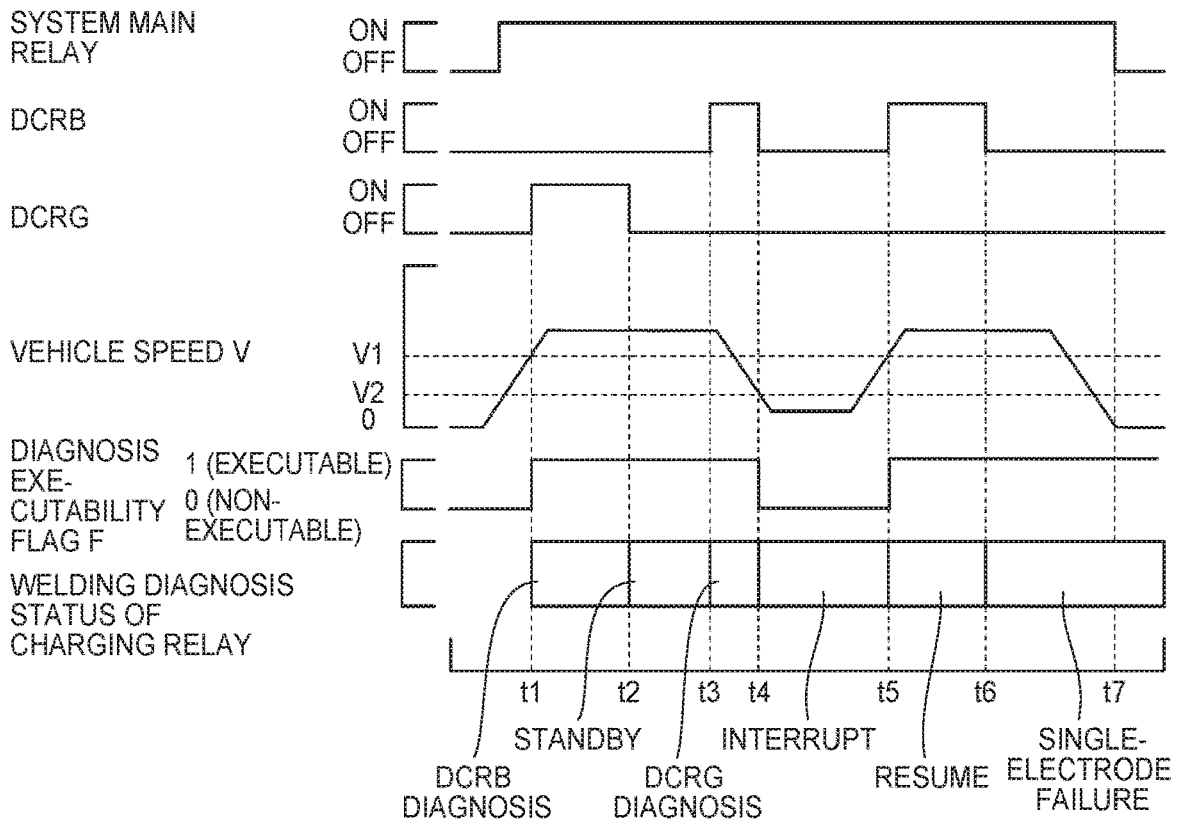 SYSTEM MAIN
RELAY
ON
OFF
DCRB
ON
OFF
DCRG
ON
OFF
VEHICLE SPEED V
V1
V2
0
DIAGNOSIS
EXE-
CUTABILITY
FLAG F
1 (EXECUTABLE)
0 (NON-
EXECUTABLE)
WELDING DIAGNOSIS
STATUS OF
CHARGING RELAY
t1
t2
t3
t4
t5
t6
t7
DCRB
DIAGNOSIS
STANDBY
DCRG
DIAGNOSIS
INTERRUPT
RESUME
SINGLE-
ELECTRODE
FAILURE